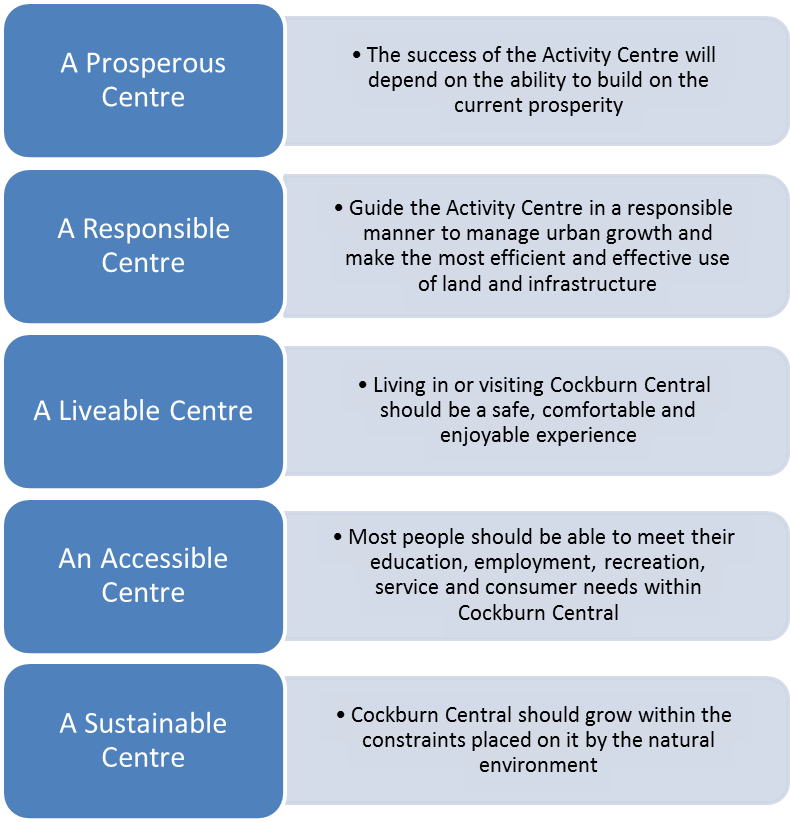 A Prosperous
Centre
• The success of the Activity Centre will
depend on the ability to build on the
current prosperity
A Responsible
Centre
• Guide the Activity Centre in a responsible
manner to manage urban growth and
make the most efficient and effective use
of land and infrastructure
A Liveable Centre
• Living in or visiting Cockburn Central
should be a safe, comfortable and
enjoyable experience
An Accessible
Centre
• Most people should be able to meet their
education, employment, recreation,
service and consumer needs within
Cockburn Central
A Sustainable
Centre
• Cockburn Central should grow within the
constraints placed on it by the natural
environment